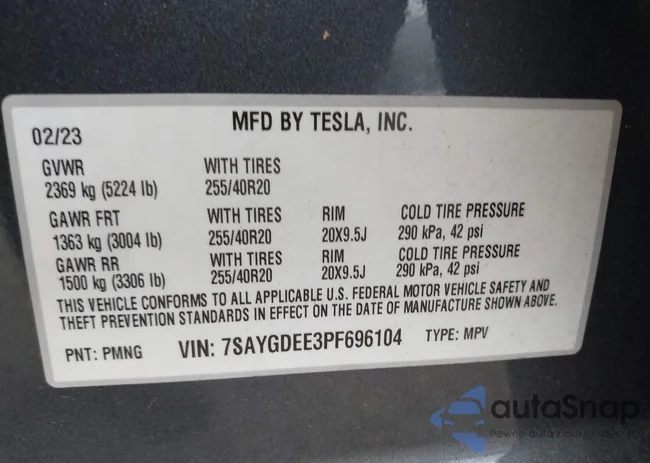 MFD BY TESLA, INC.
02/23
GVWR WITH TIRES
2369 kg (5224 lb) 255/40R20
GAWR FRT WITH TIRES RIM COLD TIRE PRESSURE
1363 kg (3004 lb) 255/40R20 20X9.5J 290 kPa, 42 psi
GAWR RR WITH TIRES RIM COLD TIRE PRESSURE
1500 kg (3306 lb) 255/40R20 20X9.5J 290 kPa, 42 psi
THIS VEHICLE CONFORMS TO ALL APPLICABLE U.S. FEDERAL MOTOR VEHICLE SAFETY AND
THEFT PREVENTION STANDARDS IN EFFECT ON THE DATE OF MANUFACTURE SHOWN ABOVE.
PNT: PMNG VIN: 7SAYGDEE3PF696104 TYPE: MPV
autaSnap